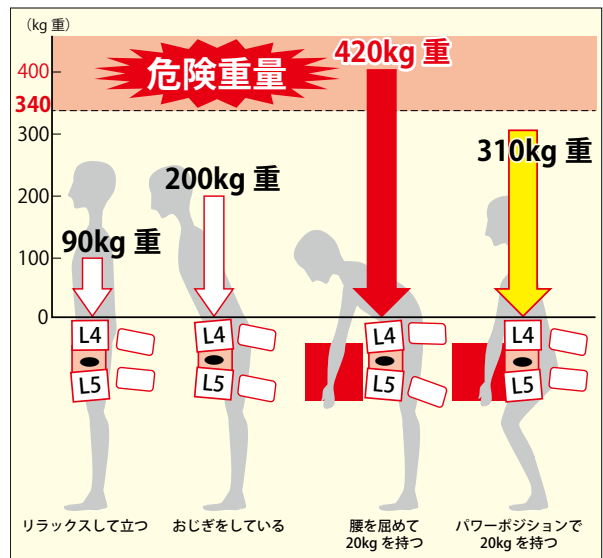 （kg 重）
危険重量
420kg 重
400
340
300
310kg 重
200
200kg 重
100
90kg 重
0
L4
L5
L4
L5
L4
L5
L4
L5
リラックスして立つ
おじぎをしている
腰を屈めて
20kg を持つ
パワーポジションで
20kg を持つ